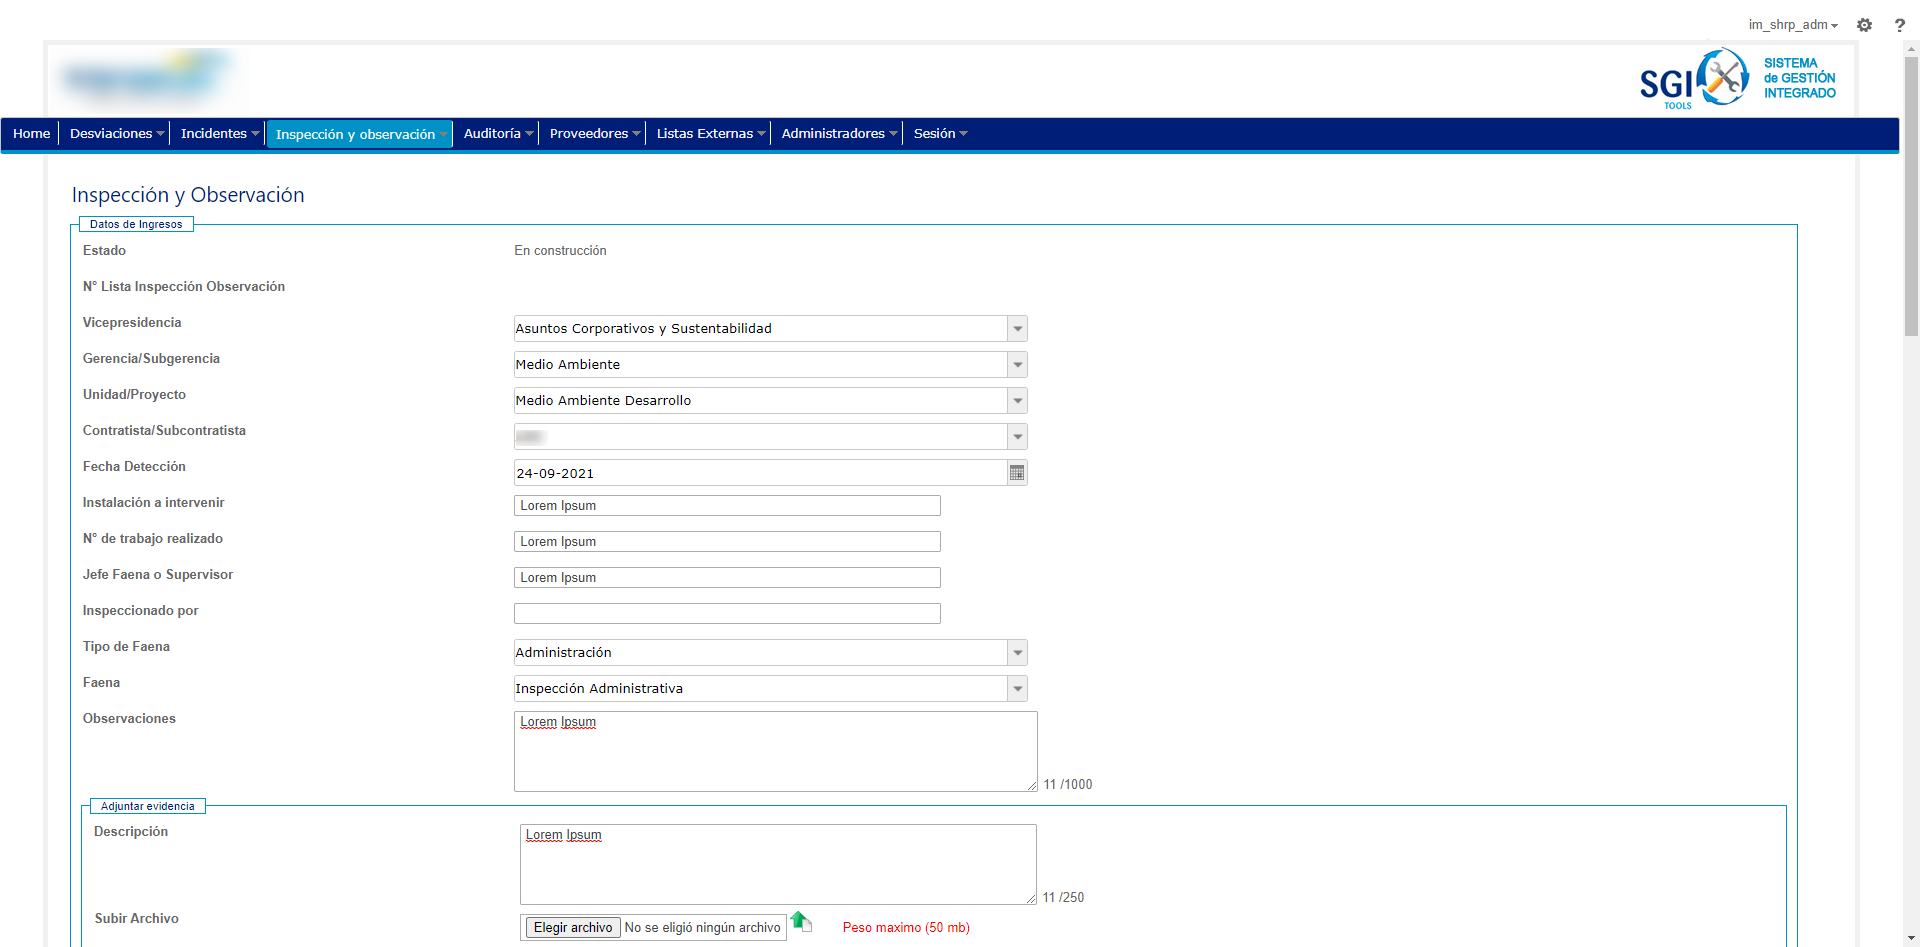 im_shrp_adm
?
SGI
TOOLS
SISTEMA
de GESTIÓN
INTEGRADO
Home Desviaciones Incidentes Inspección y observación Auditoría Proveedores Listas Externas Administradores Sesión
Inspección y Observación
Datos de Ingresos
Estado En construcción
N° Lista Inspección Observación
Vicepresidencia Asuntos Corporativos y Sustentabilidad
Gerencia/Subgerencia Medio Ambiente
Unidad/Proyecto Medio Ambiente Desarrollo
Contratista/Subcontratista
Fecha Detección 24-09-2021
Instalación a intervenir Lorem Ipsum
N° de trabajo realizado Lorem Ipsum
Jefe Faena o Supervisor Lorem Ipsum
Inspeccionado por
Tipo de Faena Administración
Faena Inspección Administrativa
Observaciones Lorem Ipsum
11 /1000
Adjuntar evidencia
Descripción Lorem Ipsum
11 /250
Subir Archivo Elegir archivo No se eligió ningún archivo Peso maximo (50 mb)